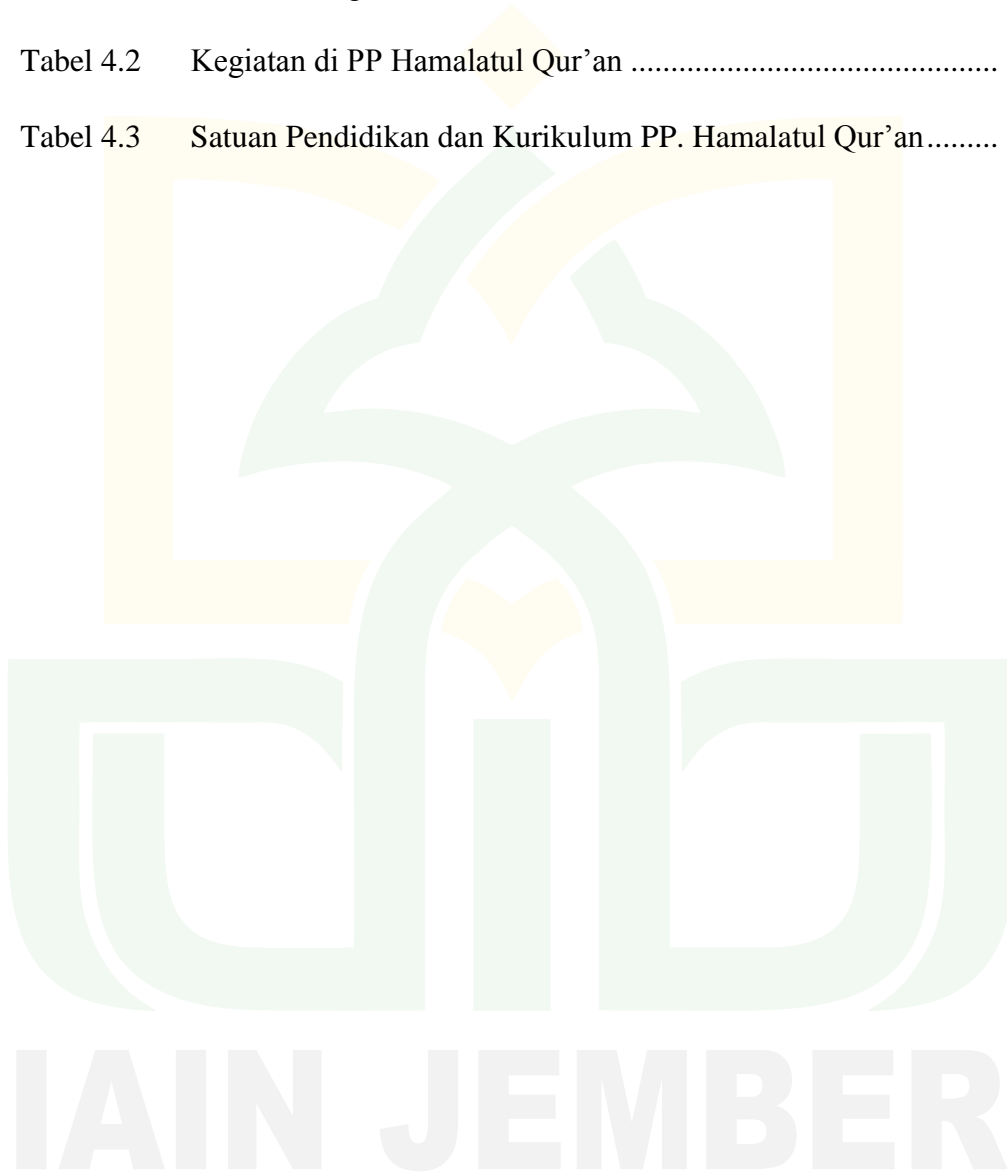 Tabel 4.2 Kegiatan di PP Hamalatul Qur’an .............................................
Tabel 4.3 Satuan Pendidikan dan Kurikulum PP. Hamalatul Qur’an.........
IAIN JEMBER